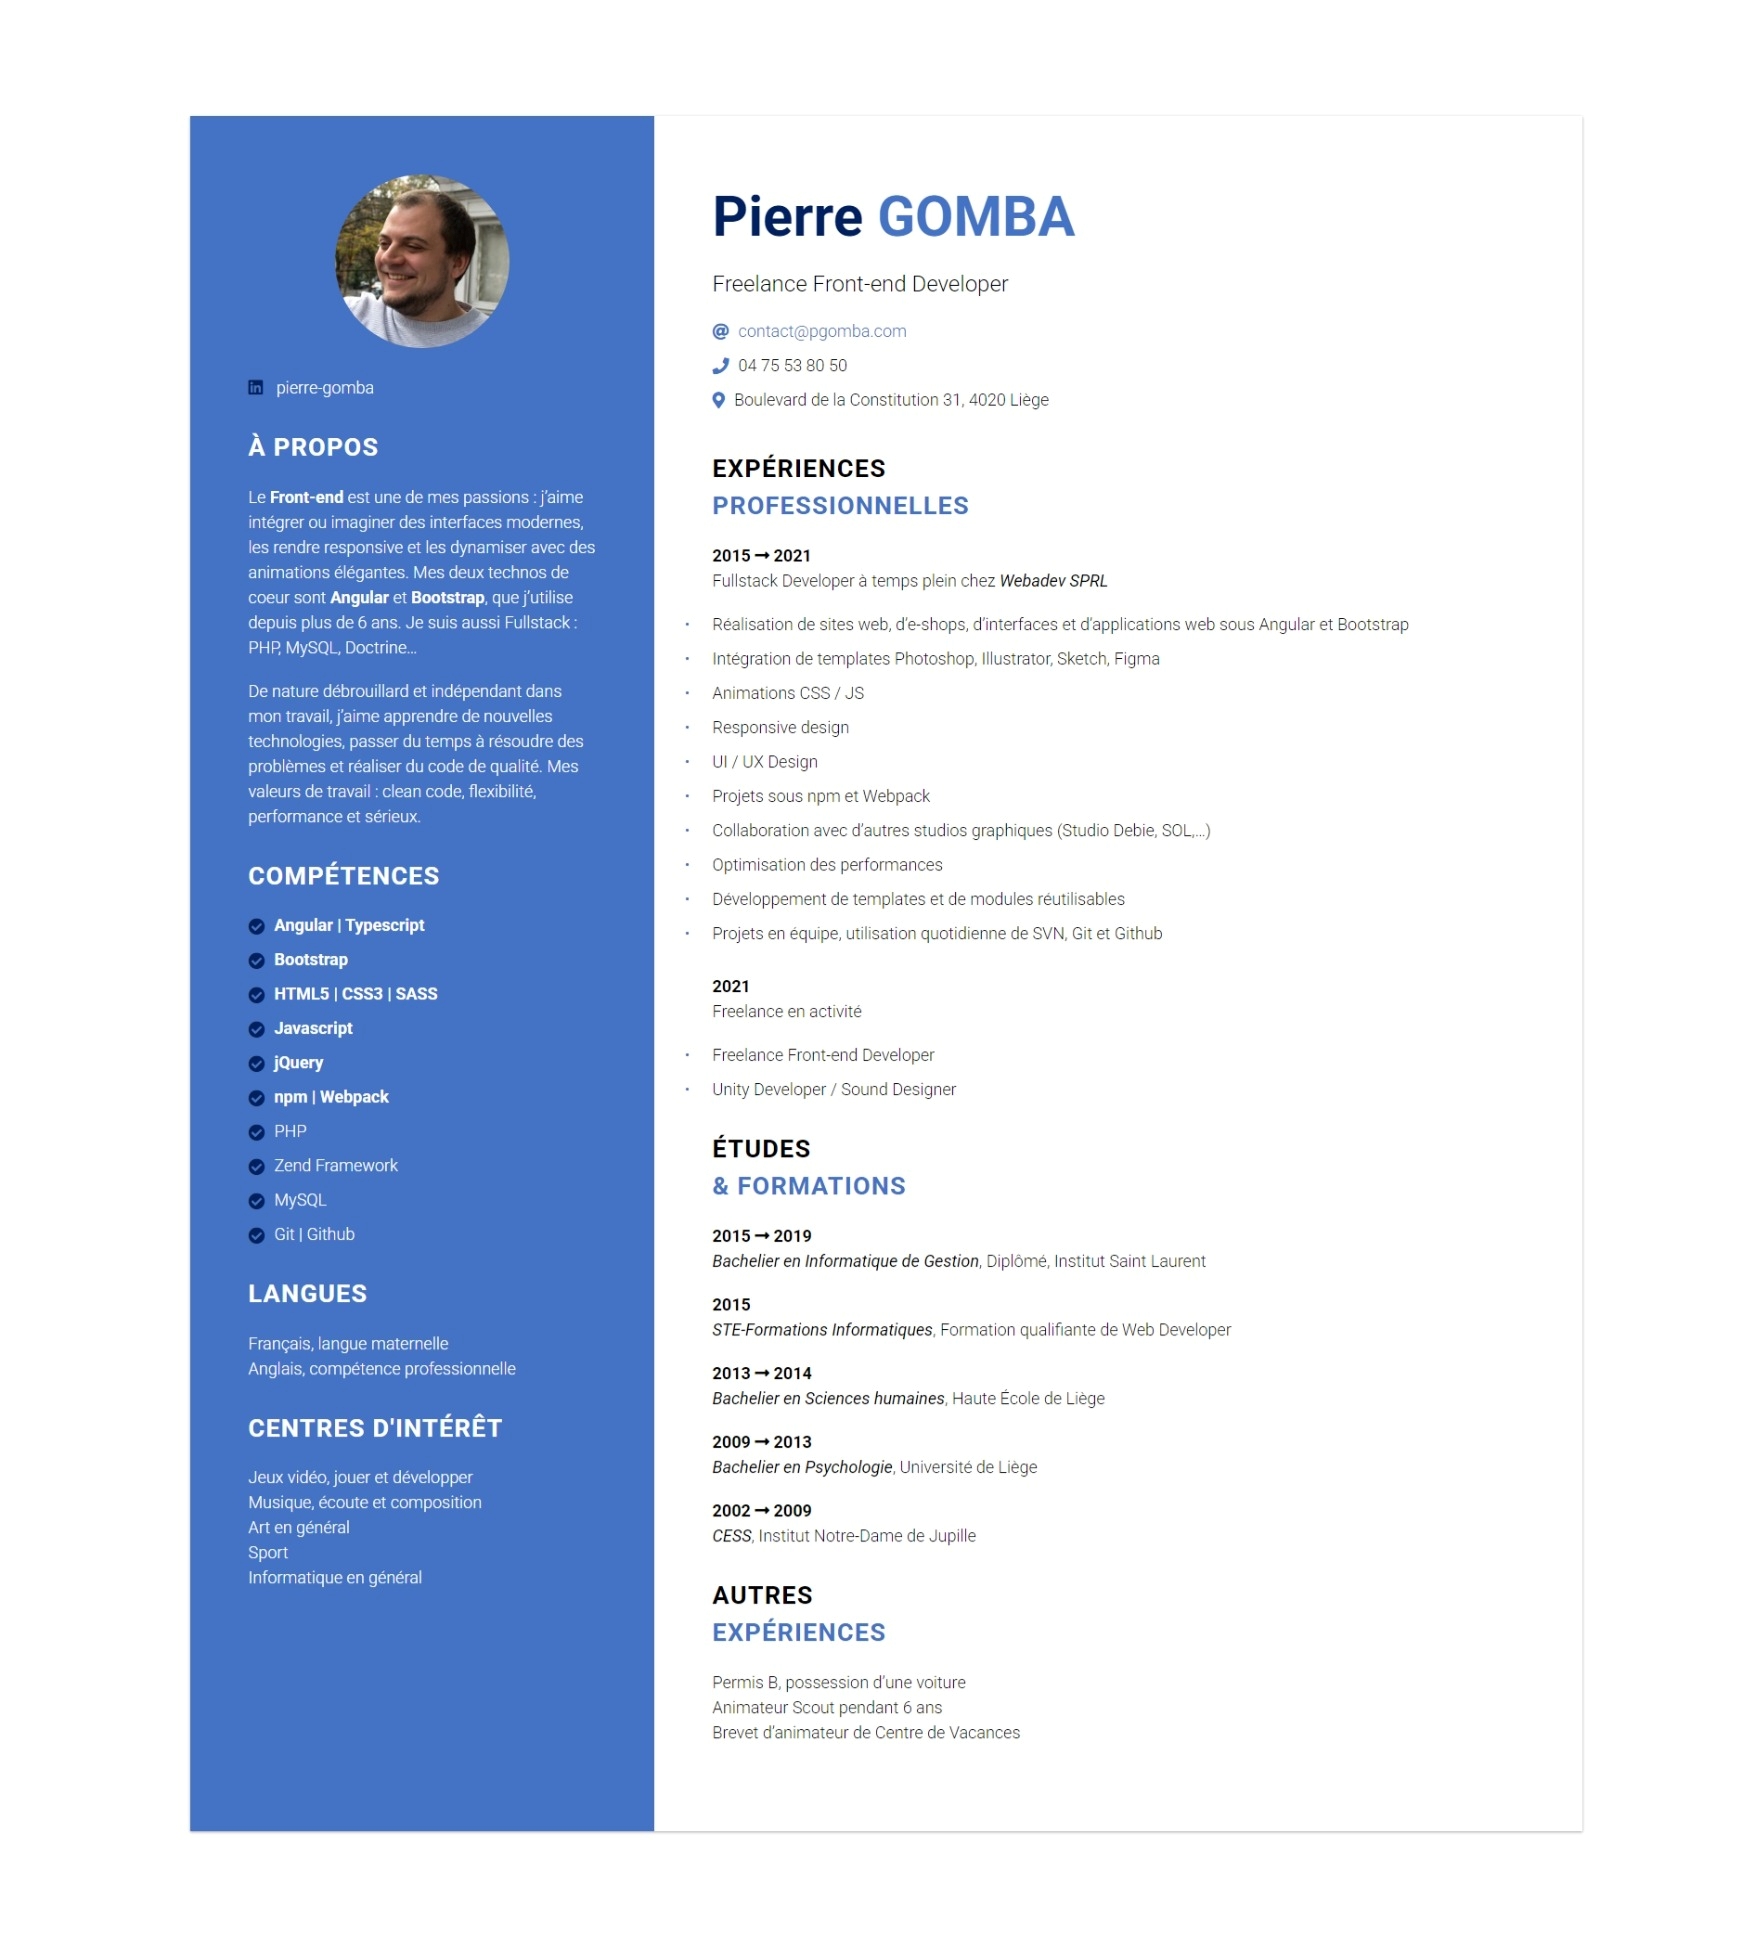 pierre-gomba
À PROPOS
Le Front-end est une de mes passions : j'aime
intégrer ou imaginer des interfaces modernes,
les rendre responsive et les dynamiser avec des
animations élégantes. Mes deux technos de
coeur sont Angular et Bootstrap, que j'utilise
depuis plus de 6 ans. Je suis aussi Fullstack :
PHP, MySQL, Doctrine...
De nature débrouillard et indépendant dans
mon travail, j'aime apprendre de nouvelles
technologies, passer du temps à résoudre des
problèmes et réaliser du code de qualité. Mes
valeurs de travail : clean code, flexibilité,
performance et sérieux.
COMPÉTENCES
Angular | Typescript
Bootstrap
HTML5 | CSS3 | SASS
Javascript
jQuery
npm | Webpack
PHP
Zend Framework
MySQL
Git | Github
LANGUES
Français, langue maternelle
Anglais, compétence professionnelle
CENTRES D'INTÉRÊT
Jeux vidéo, jouer et développer
Musique, écoute et composition
Art en général
Sport
Informatique en général
Pierre GOMBA
Freelance Front-end Developer
contact@pgomba.com
04 75 53 80 50
Boulevard de la Constitution 31, 4020 Liège
EXPÉRIENCES
PROFESSIONNELLES
2015 → 2021
Fullstack Developer à temps plein chez Webadev SPRL
· Réalisation de sites web, d'e-shops, d'interfaces et d'applications web sous Angular et Bootstrap
· Intégration de templates Photoshop, Illustrator, Sketch, Figma
· Animations CSS / JS
· Responsive design
· UI / UX Design
· Projets sous npm et Webpack
· Collaboration avec d'autres studios graphiques (Studio Debie, SOL,...)
· Optimisation des performances
· Développement de templates et de modules réutilisables
· Projets en équipe, utilisation quotidienne de SVN, Git et Github
2021
Freelance en activité
· Freelance Front-end Developer
· Unity Developer / Sound Designer
ÉTUDES
& FORMATIONS
2015 → 2019
Bachelier en Informatique de Gestion, Diplômé, Institut Saint Laurent
2015
STE-Formations Informatiques, Formation qualifiante de Web Developer
2013 → 2014
Bachelier en Sciences humaines, Haute École de Liège
2009 → 2013
Bachelier en Psychologie, Université de Liège
2002 → 2009
CESS, Institut Notre-Dame de Jupille
AUTRES
EXPÉRIENCES
Permis B, possession d'une voiture
Animateur Scout pendant 6 ans
Brevet d'animateur de Centre de Vacances